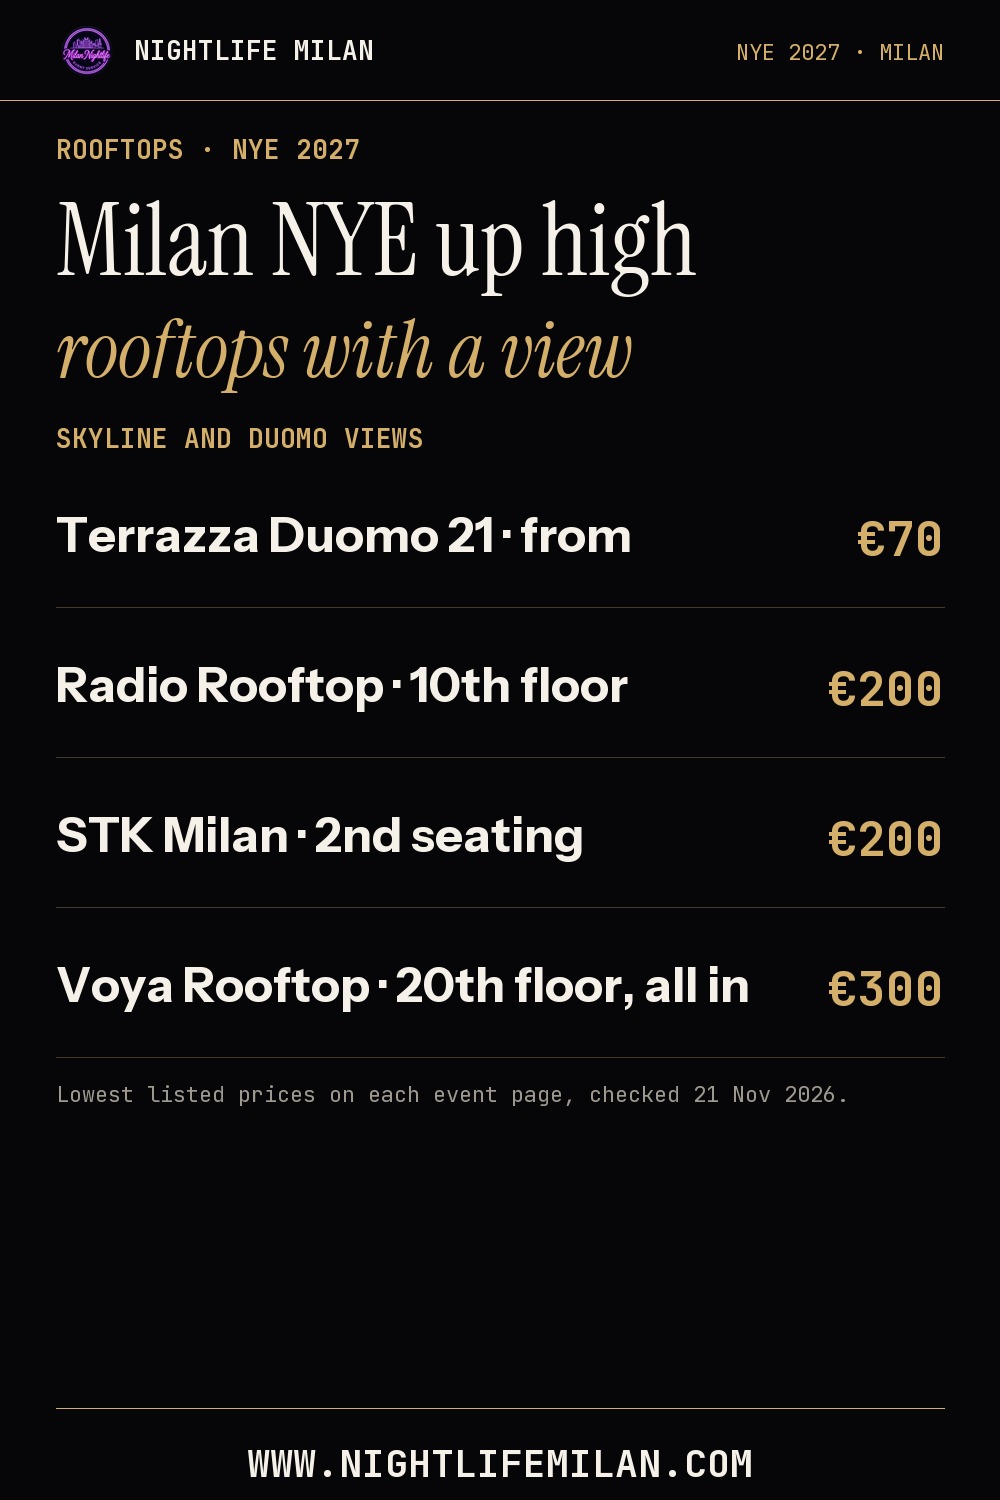 Milan Nightlife
NIGHTLIFE MILAN
NYE 2027 · MILAN
ROOFTOPS · NYE 2027
Milan NYE up high
rooftops with a view
SKYLINE AND DUOMO VIEWS
Terrazza Duomo 21 · from €70
Radio Rooftop · 10th floor €200
STK Milan · 2nd seating €200
Voya Rooftop · 20th floor, all in €300
Lowest listed prices on each event page, checked 21 Nov 2026.
WWW.NIGHTLIFEMILAN.COM